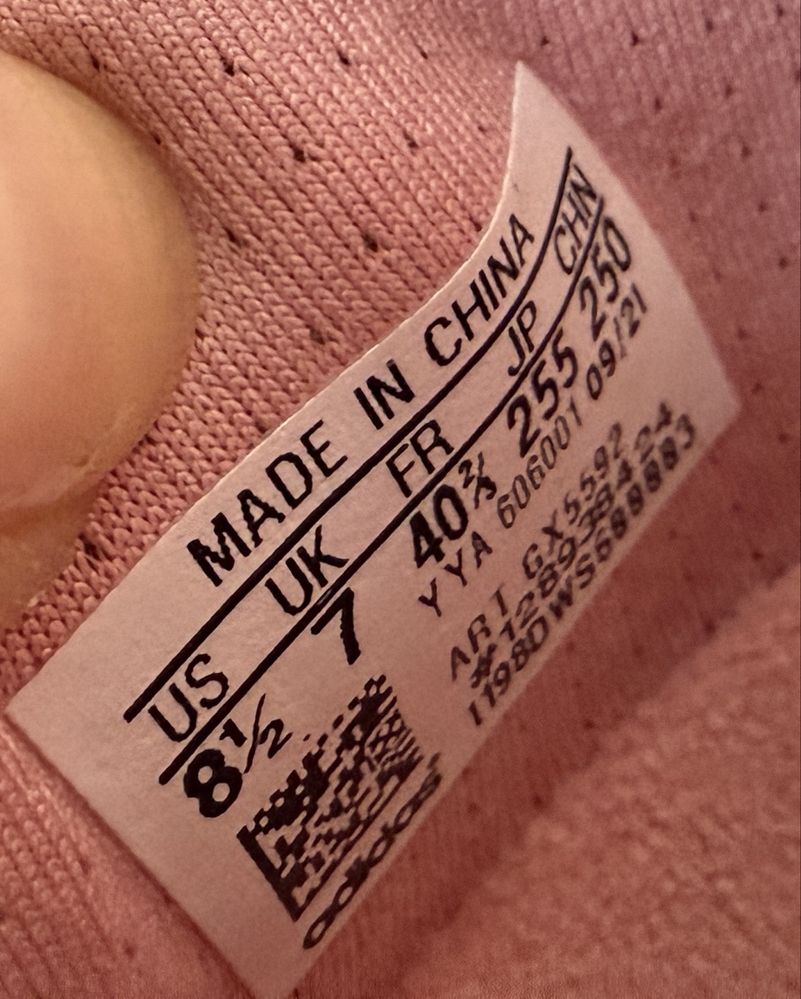 MADE IN CHINA
US UK FR JP CHN
8½ 7 40⅔ 255 250
YYA 606001 09/21
ART GX5592
#128938424
adidas